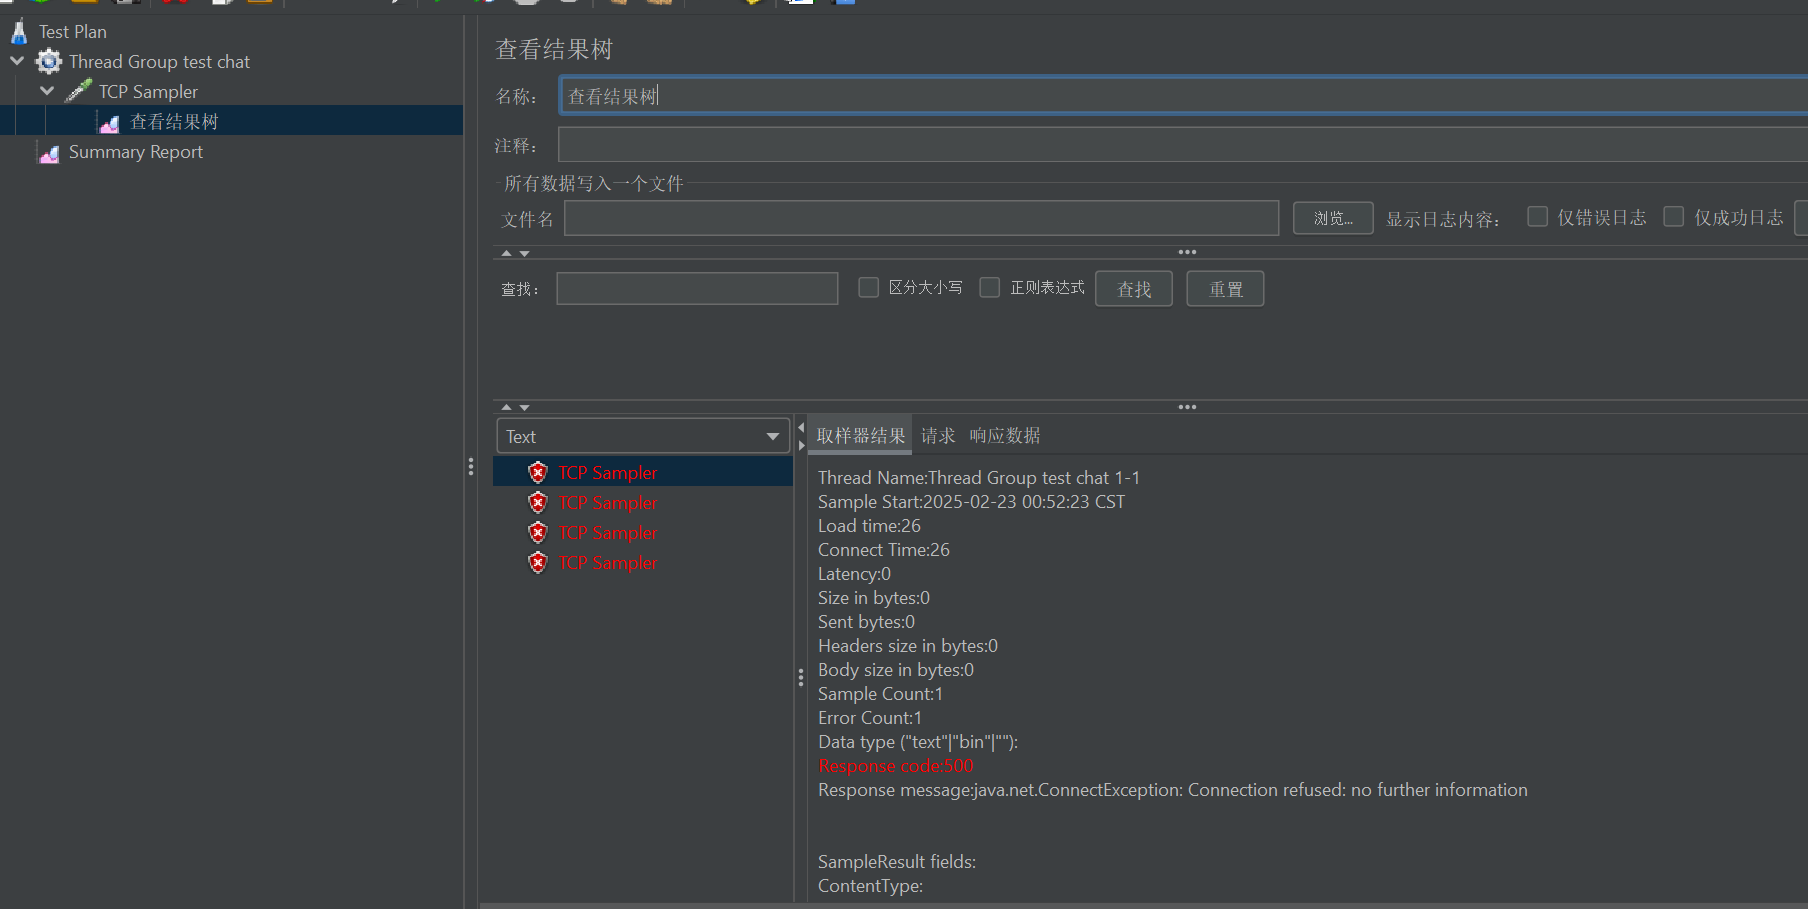 Test Plan
Thread Group test chat
TCP Sampler
查看结果树
Summary Report
查看结果树
名称：
查看结果树
注释：
所有数据写入一个文件
文件名
浏览...
显示日志内容：
仅错误日志
仅成功日志
查找：
区分大小写
正则表达式
查找
重置
Text
TCP Sampler
TCP Sampler
TCP Sampler
TCP Sampler
取样器结果
请求
响应数据
Thread Name:Thread Group test chat 1-1
Sample Start:2025-02-23 00:52:23 CST
Load time:26
Connect Time:26
Latency:0
Size in bytes:0
Sent bytes:0
Headers size in bytes:0
Body size in bytes:0
Sample Count:1
Error Count:1
Data type ("text"|"bin"|""):
Response code:500
Response message:java.net.ConnectException: Connection refused: no further information
SampleResult fields:
ContentType: